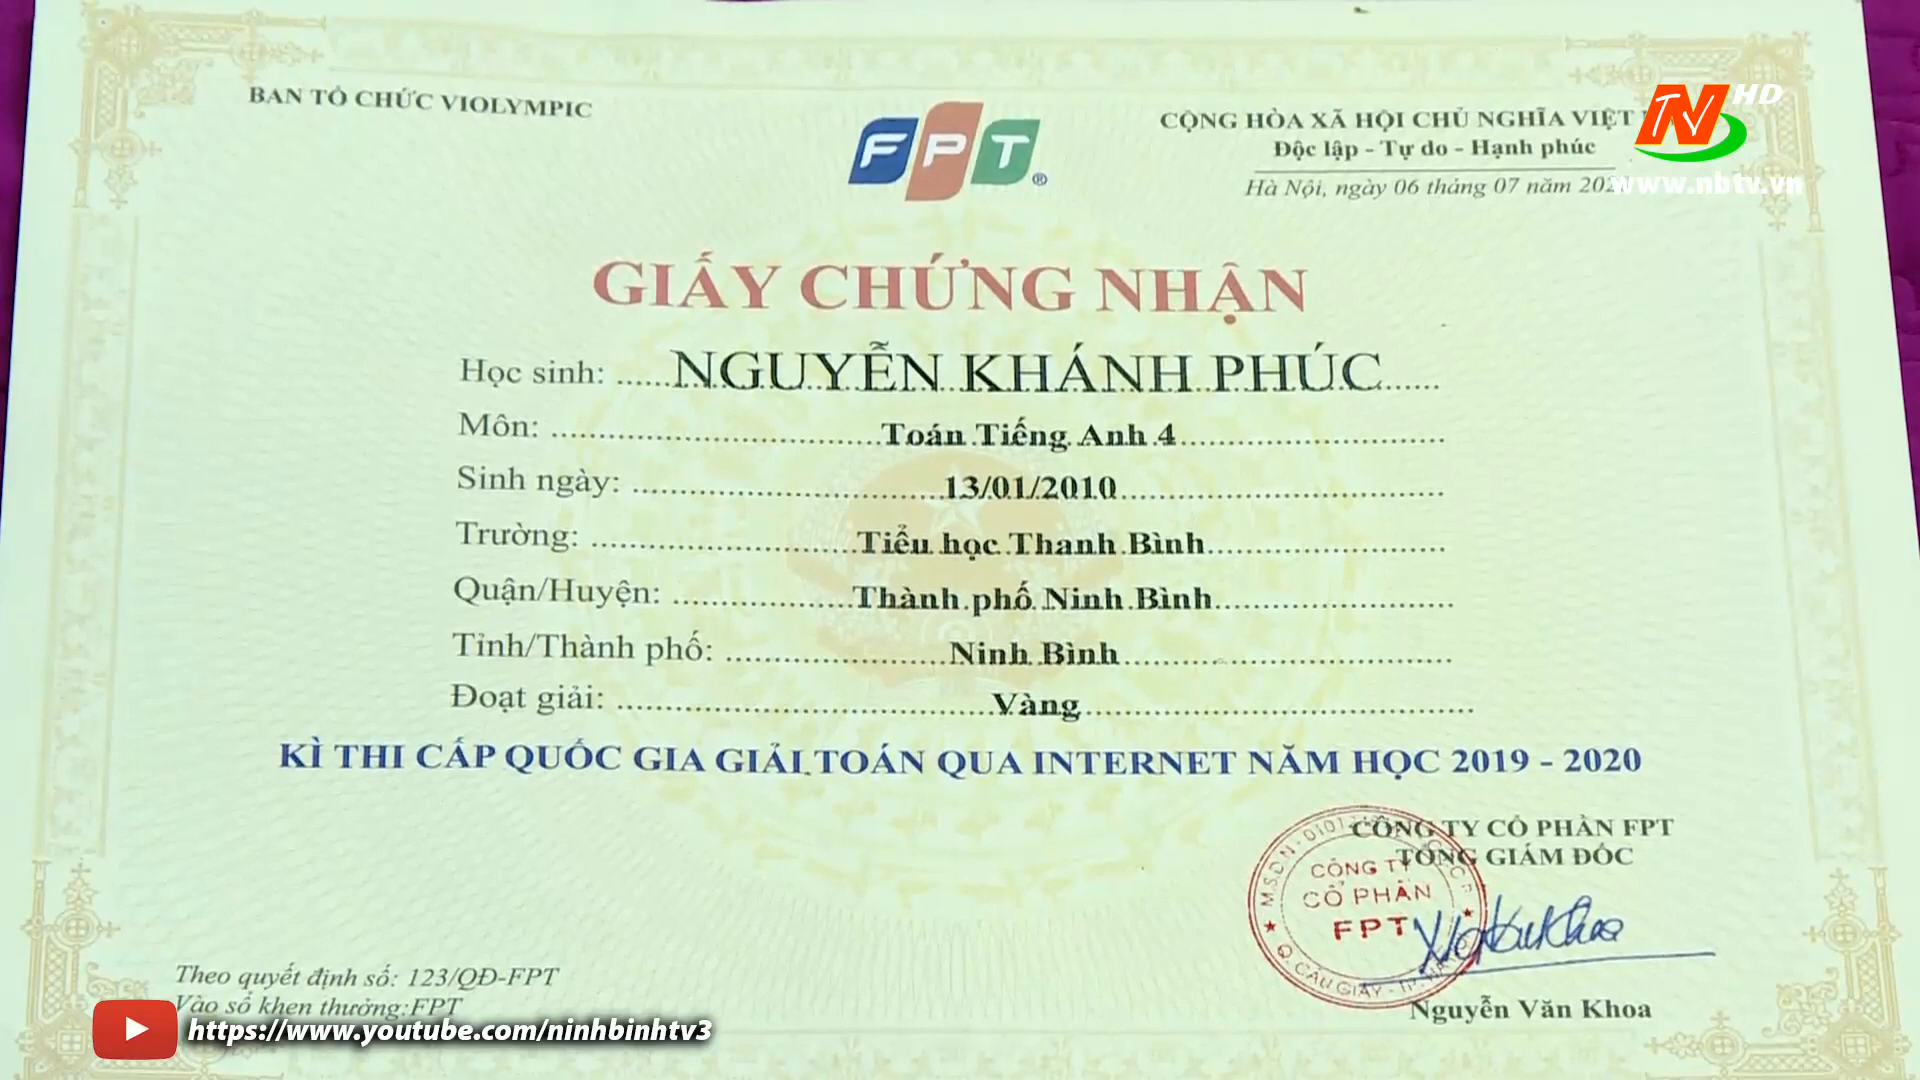 BAN TỔ CHỨC VIOLYMPIC
FPT®
CỘNG HÒA XÃ HỘI CHỦ NGHĨA VIỆT
Độc lập - Tự do - Hạnh phúc
Hà Nội, ngày 06 tháng 07 năm
NTV HD
www.nbtv.vn
GIẤY CHỨNG NHẬN
Học sinh: ......NGUYỄN KHÁNH PHÚC......
Môn: ........Toán Tiếng Anh 4........
Sinh ngày: ........13/01/2010........
Trường: ........Tiểu học Thanh Bình........
Quận/Huyện: ........Thành phố Ninh Bình........
Tỉnh/Thành phố: ........Ninh Bình........
Đoạt giải: ........Vàng........
KÌ THI CẤP QUỐC GIA GIẢI TOÁN QUA INTERNET NĂM HỌC 2019 - 2020
CÔNG TY CỔ PHẦN FPT
TỔNG GIÁM ĐỐC
CÔNG TY
CỔ PHẦN
FPT
M.S.D.N
Q. CẦU GIẤY
Nguyễn Văn Khoa
Theo quyết định số: 123/QĐ-FPT
Vào sổ khen thưởng:FPT
https://www.youtube.com/ninhbinhtv3